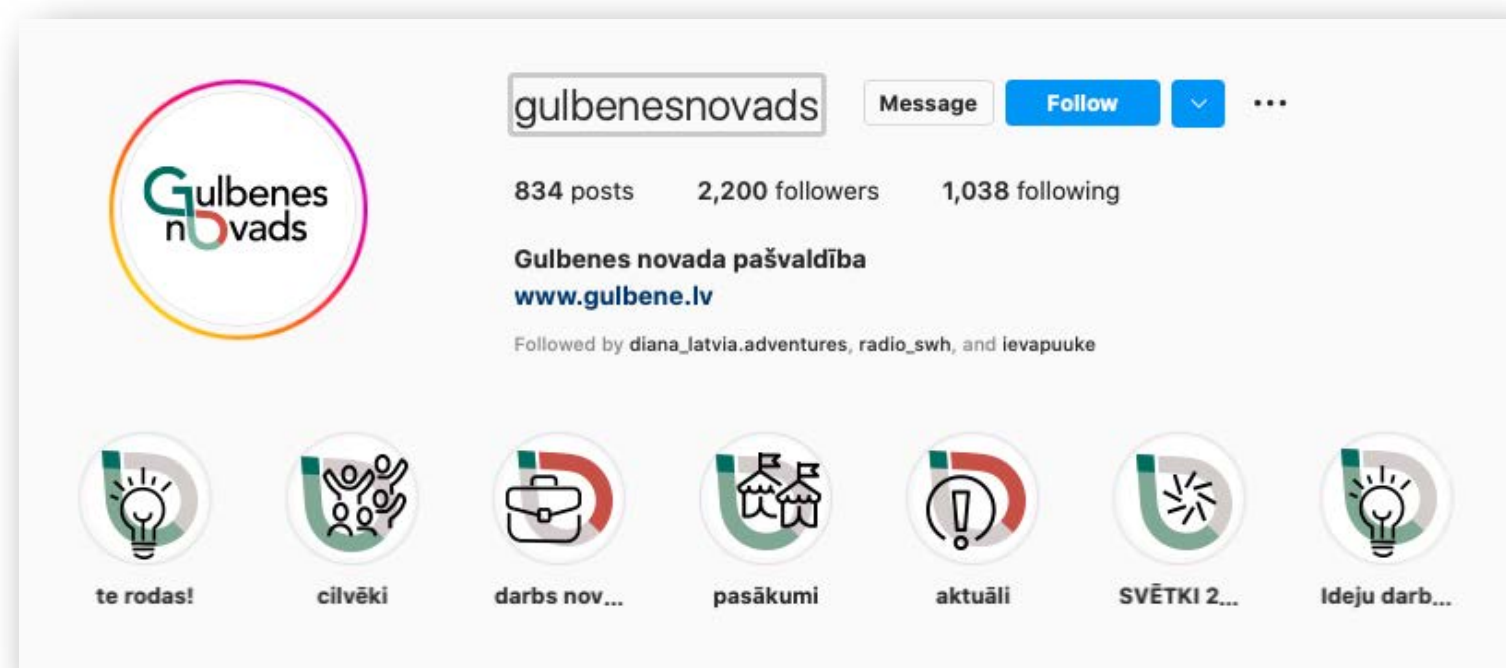 gulbenesnovads Message Follow
Gulbenes
novads
834 posts 2,200 followers 1,038 following
Gulbenes novada pašvaldība
www.gulbene.lv
Followed by diana_latvia.adventures, radio_swh, and ievapuuke
te rodas! cilvēki darbs nov... pasākumi aktuāli SVĒTKI 2... Ideju darb...